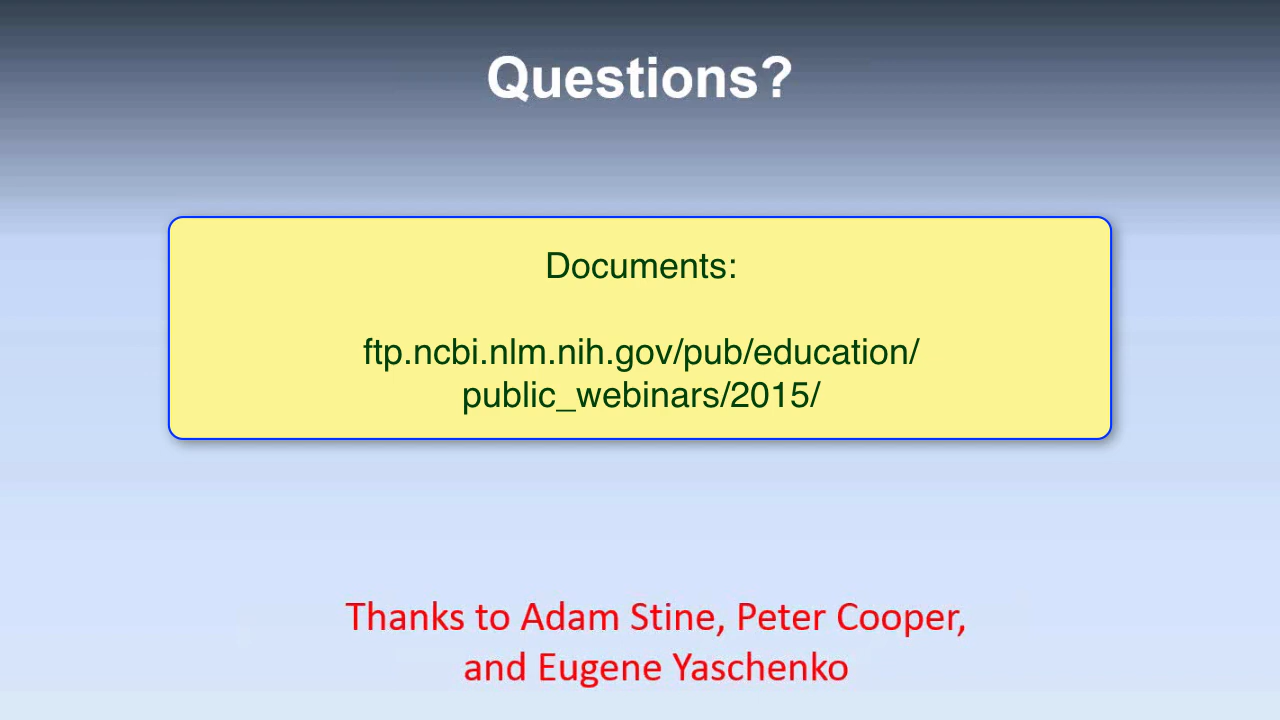 Questions?
Documents:
ftp.ncbi.nlm.nih.gov/pub/education/
public_webinars/2015/
Thanks to Adam Stine, Peter Cooper,
and Eugene Yaschenko